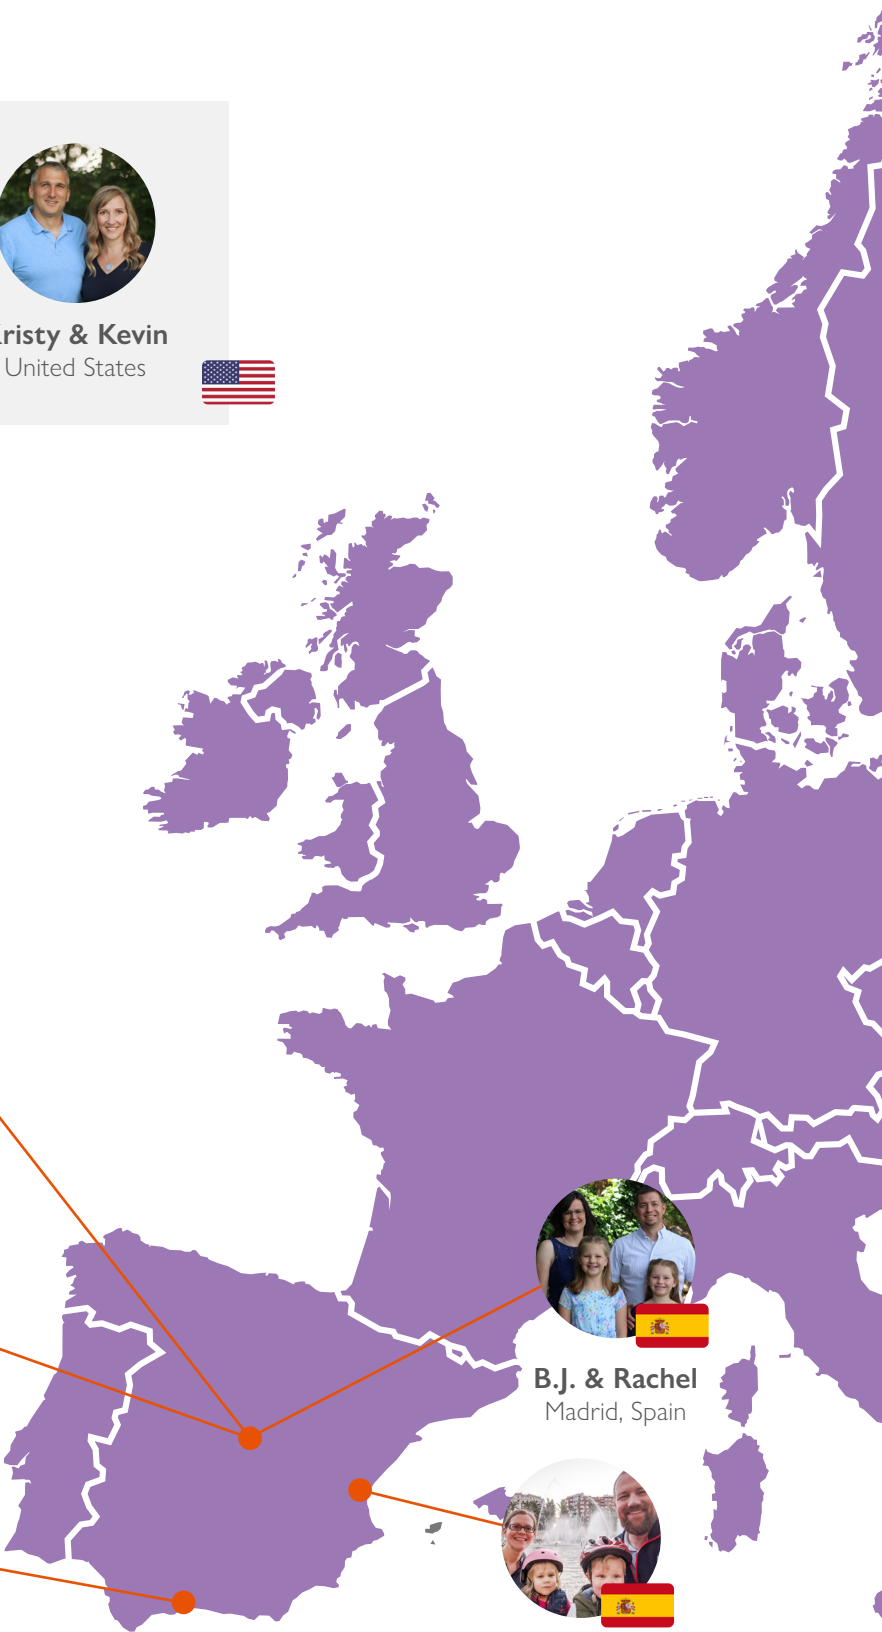 risty & Kevin
United States
B.J. & Rachel
Madrid, Spain